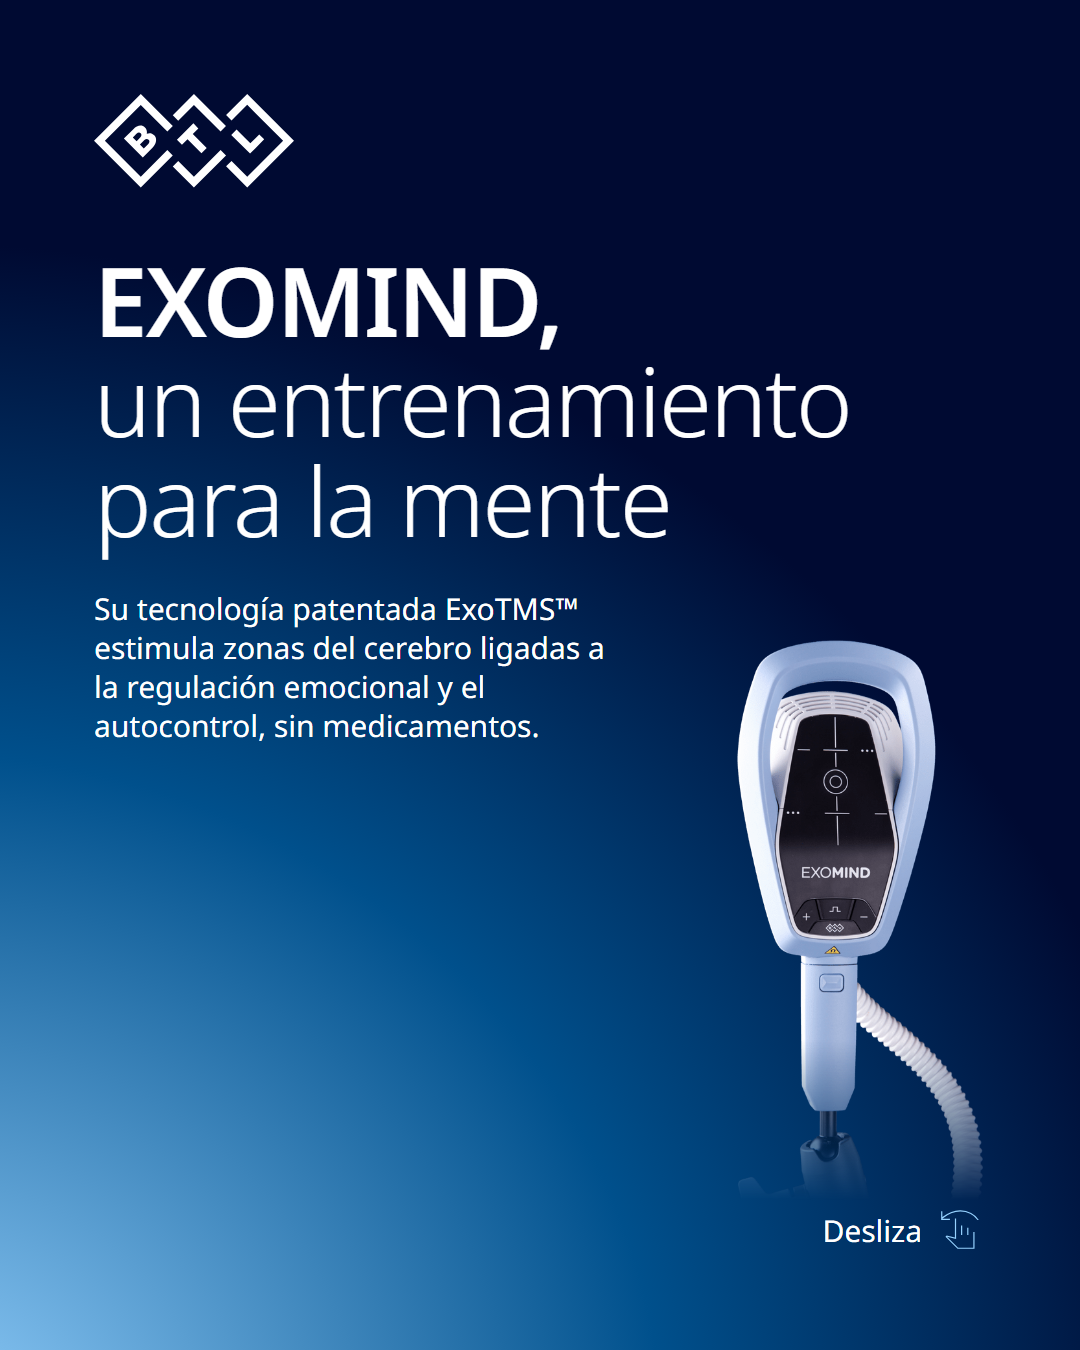 BTL
EXOMIND,
un entrenamiento
para la mente
Su tecnología patentada ExoTMS™
estimula zonas del cerebro ligadas a
la regulación emocional y el
autocontrol, sin medicamentos.
EXOMIND
+ −
Desliza